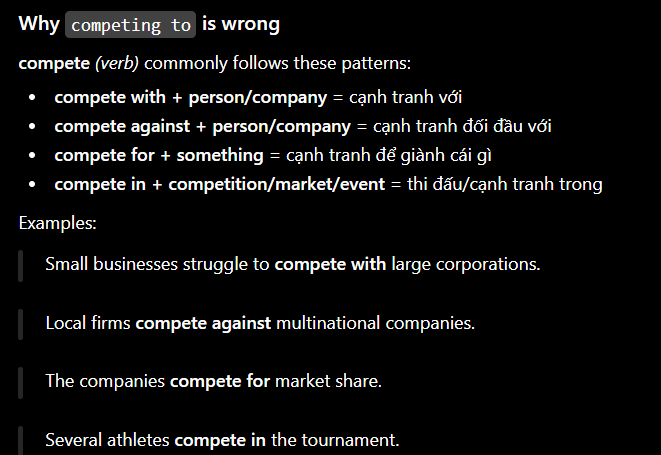 Why competing to is wrong
compete (verb) commonly follows these patterns:
• compete with + person/company = cạnh tranh với
• compete against + person/company = cạnh tranh đối đầu với
• compete for + something = cạnh tranh để giành cái gì
• compete in + competition/market/event = thi đấu/cạnh tranh trong
Examples:
Small businesses struggle to compete with large corporations.
Local firms compete against multinational companies.
The companies compete for market share.
Several athletes compete in the tournament.